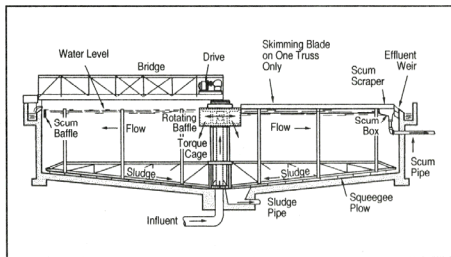 Water Level
Bridge
Drive
Skimming Blade
on One Truss
Only
Scum
Scraper
Effluent
Weir
Scum
Baffle
Flow
Rotating
Baffle
Torque
Cage
Flow
Scum
Box
Scum
Pipe
Sludge
Sludge
Squeegee
Plow
Sludge
Pipe
Influent